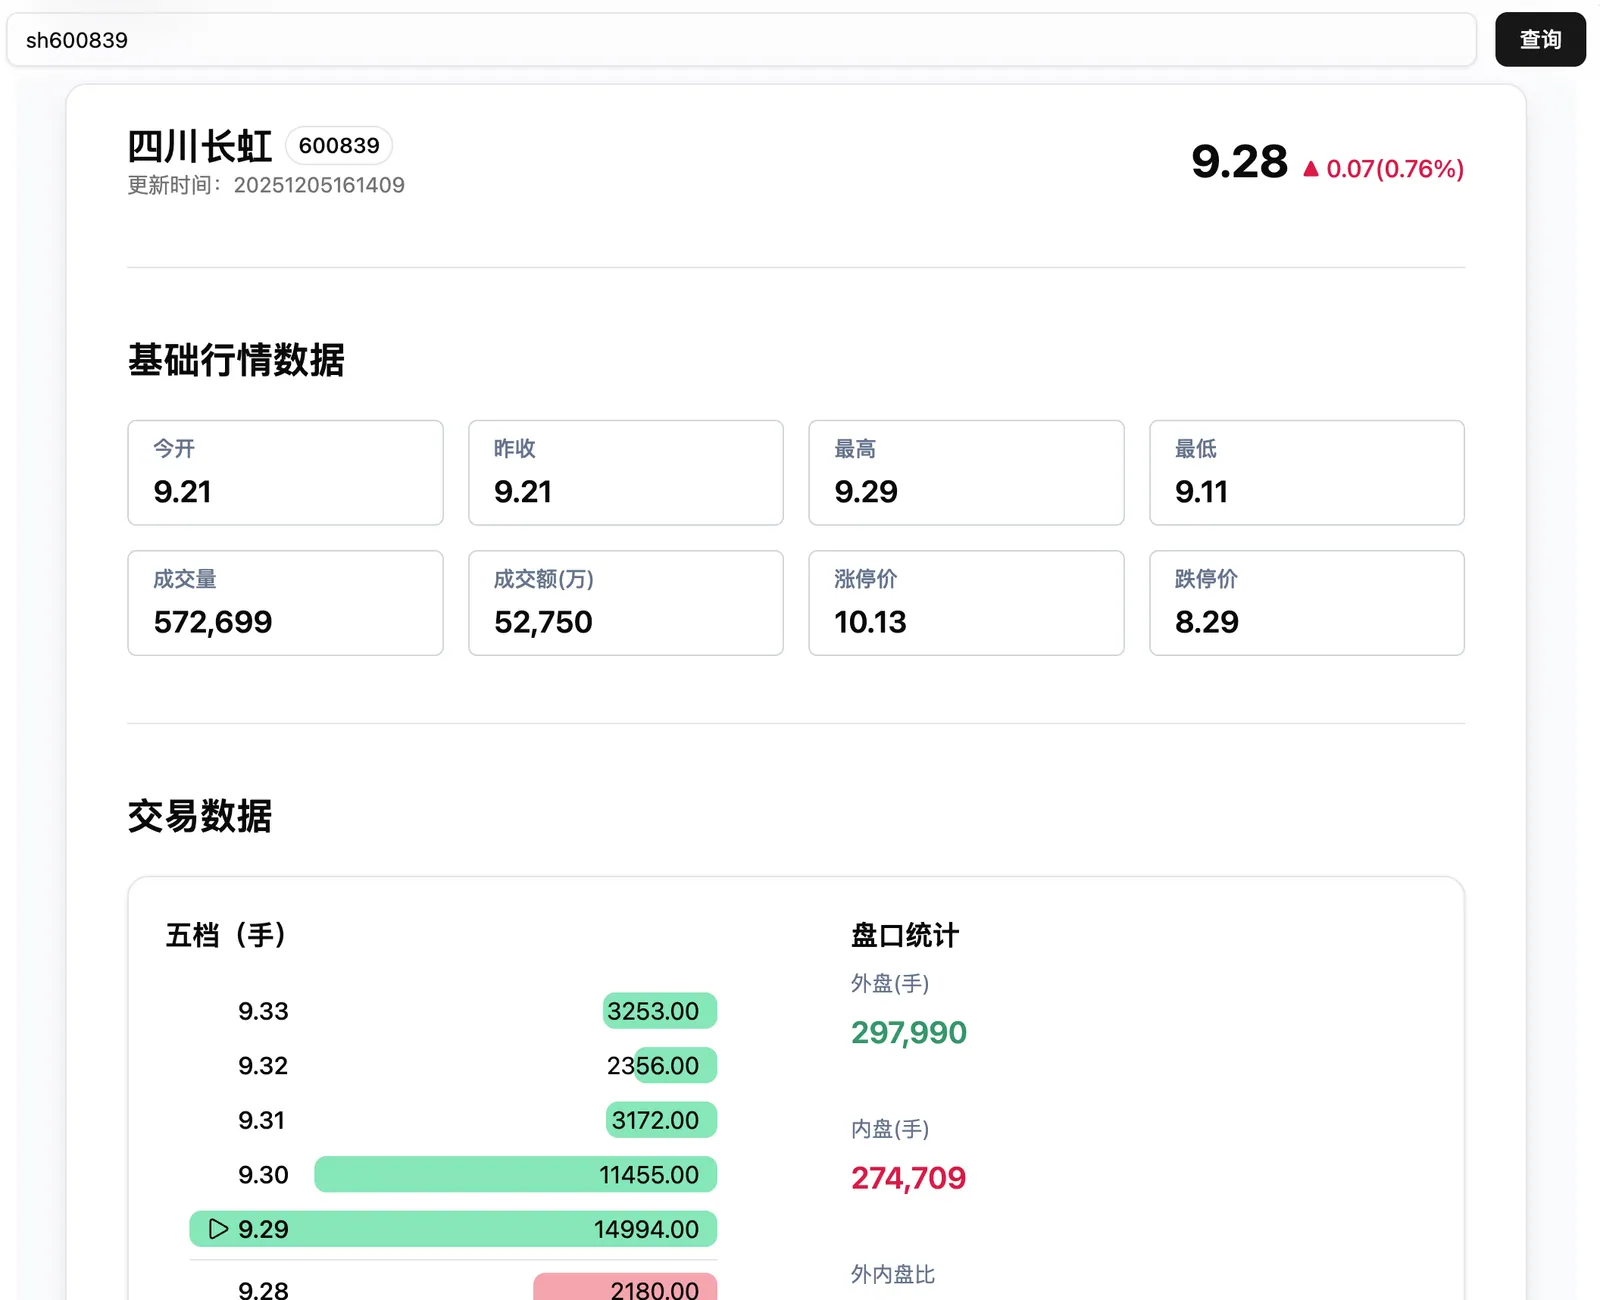 sh600839
查询
四川长虹 600839
更新时间：20251205161409
9.28 ▲ 0.07(0.76%)
基础行情数据
今开
9.21
昨收
9.21
最高
9.29
最低
9.11
成交量
572,699
成交额(万)
52,750
涨停价
10.13
跌停价
8.29
交易数据
五档（手）
9.33 3253.00
9.32 2356.00
9.31 3172.00
9.30 11455.00
9.29 14994.00
9.28 2180.00
盘口统计
外盘(手)
297,990
内盘(手)
274,709
外内盘比